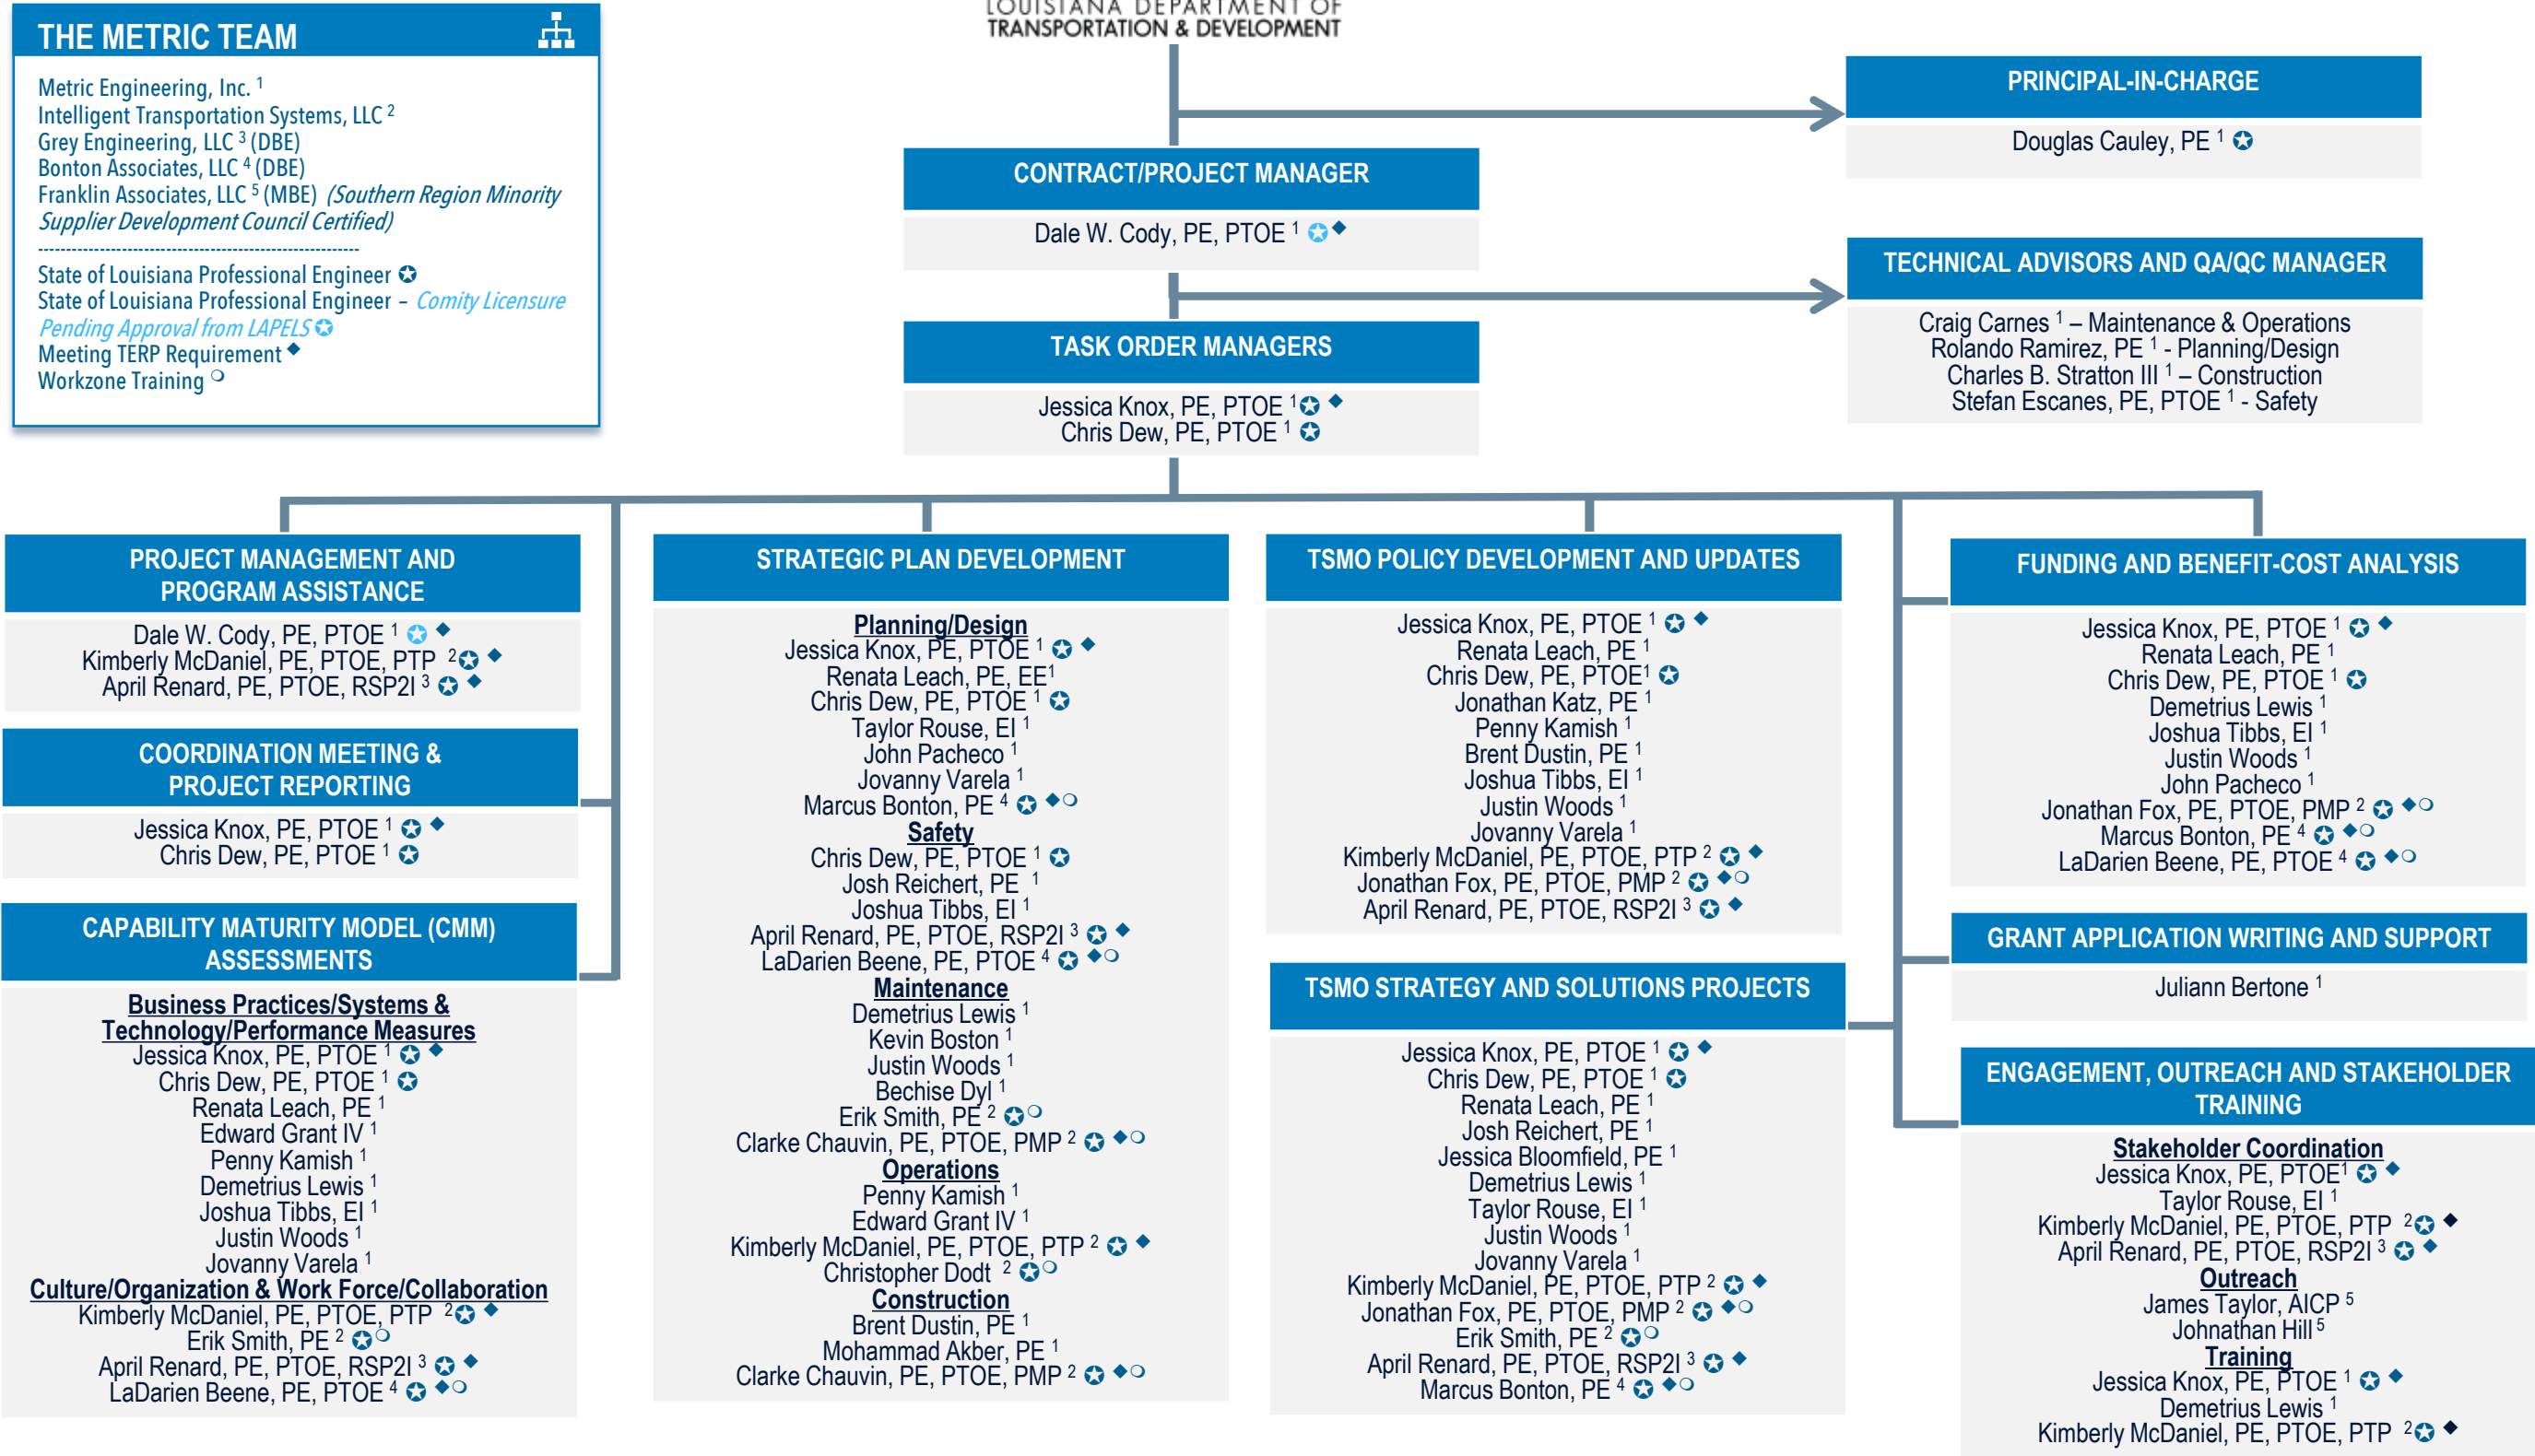 LOUISIANA DEPARTMENT OF
TRANSPORTATION & DEVELOPMENT
THE METRIC TEAM
Metric Engineering, Inc. 1
Intelligent Transportation Systems, LLC 2
Grey Engineering, LLC 3 (DBE)
Bonton Associates, LLC 4 (DBE)
Franklin Associates, LLC 5 (MBE) (Southern Region Minority
Supplier Development Council Certified)
----------------------------------------------------------
State of Louisiana Professional Engineer ✪
State of Louisiana Professional Engineer – Comity Licensure
Pending Approval from LAPELS ✪
Meeting TERP Requirement ◆
Workzone Training ❍
PRINCIPAL-IN-CHARGE
Douglas Cauley, PE 1 ✪
CONTRACT/PROJECT MANAGER
Dale W. Cody, PE, PTOE 1 ✪ ◆
TECHNICAL ADVISORS AND QA/QC MANAGER
Craig Carnes 1 – Maintenance & Operations
Rolando Ramirez, PE 1 - Planning/Design
Charles B. Stratton III 1 – Construction
Stefan Escanes, PE, PTOE 1 - Safety
TASK ORDER MANAGERS
Jessica Knox, PE, PTOE 1 ✪ ◆
Chris Dew, PE, PTOE 1 ✪
PROJECT MANAGEMENT AND
PROGRAM ASSISTANCE
Dale W. Cody, PE, PTOE 1 ✪ ◆
Kimberly McDaniel, PE, PTOE, PTP 2 ✪ ◆
April Renard, PE, PTOE, RSP2I 3 ✪ ◆
COORDINATION MEETING &
PROJECT REPORTING
Jessica Knox, PE, PTOE 1 ✪ ◆
Chris Dew, PE, PTOE 1 ✪
CAPABILITY MATURITY MODEL (CMM)
ASSESSMENTS
Business Practices/Systems &
Technology/Performance Measures
Jessica Knox, PE, PTOE 1 ✪ ◆
Chris Dew, PE, PTOE 1 ✪
Renata Leach, PE 1
Edward Grant IV 1
Penny Kamish 1
Demetrius Lewis 1
Joshua Tibbs, EI 1
Justin Woods 1
Jovanny Varela 1
Culture/Organization & Work Force/Collaboration
Kimberly McDaniel, PE, PTOE, PTP 2 ✪ ◆
Erik Smith, PE 2 ✪ ❍
April Renard, PE, PTOE, RSP2I 3 ✪ ◆
LaDarien Beene, PE, PTOE 4 ✪ ◆ ❍
STRATEGIC PLAN DEVELOPMENT
Planning/Design
Jessica Knox, PE, PTOE 1 ✪ ◆
Renata Leach, PE, EE 1
Chris Dew, PE, PTOE 1 ✪
Taylor Rouse, EI 1
John Pacheco 1
Jovanny Varela 1
Marcus Bonton, PE 4 ✪ ◆ ❍
Safety
Chris Dew, PE, PTOE 1 ✪
Josh Reichert, PE 1
Joshua Tibbs, EI 1
April Renard, PE, PTOE, RSP2I 3 ✪ ◆
LaDarien Beene, PE, PTOE 4 ✪ ◆ ❍
Maintenance
Demetrius Lewis 1
Kevin Boston 1
Justin Woods 1
Bechise Dyl 1
Erik Smith, PE 2 ✪ ❍
Clarke Chauvin, PE, PTOE, PMP 2 ✪ ◆ ❍
Operations
Penny Kamish 1
Edward Grant IV 1
Kimberly McDaniel, PE, PTOE, PTP 2 ✪ ◆
Christopher Dodt 2 ✪ ❍
Construction
Brent Dustin, PE 1
Mohammad Akber, PE 1
Clarke Chauvin, PE, PTOE, PMP 2 ✪ ◆ ❍
TSMO POLICY DEVELOPMENT AND UPDATES
Jessica Knox, PE, PTOE 1 ✪ ◆
Renata Leach, PE 1
Chris Dew, PE, PTOE 1 ✪
Jonathan Katz, PE 1
Penny Kamish 1
Brent Dustin, PE 1
Joshua Tibbs, EI 1
Justin Woods 1
Jovanny Varela 1
Kimberly McDaniel, PE, PTOE, PTP 2 ✪ ◆
Jonathan Fox, PE, PTOE, PMP 2 ✪ ◆ ❍
April Renard, PE, PTOE, RSP2I 3 ✪ ◆
TSMO STRATEGY AND SOLUTIONS PROJECTS
Jessica Knox, PE, PTOE 1 ✪ ◆
Chris Dew, PE, PTOE 1 ✪
Renata Leach, PE 1
Josh Reichert, PE 1
Jessica Bloomfield, PE 1
Demetrius Lewis 1
Taylor Rouse, EI 1
Justin Woods 1
Jovanny Varela 1
Kimberly McDaniel, PE, PTOE, PTP 2 ✪ ◆
Jonathan Fox, PE, PTOE, PMP 2 ✪ ◆ ❍
Erik Smith, PE 2 ✪ ❍
April Renard, PE, PTOE, RSP2I 3 ✪ ◆
Marcus Bonton, PE 4 ✪ ◆ ❍
FUNDING AND BENEFIT-COST ANALYSIS
Jessica Knox, PE, PTOE 1 ✪ ◆
Renata Leach, PE 1
Chris Dew, PE, PTOE 1 ✪
Demetrius Lewis 1
Joshua Tibbs, EI 1
Justin Woods 1
John Pacheco 1
Jonathan Fox, PE, PTOE, PMP 2 ✪ ◆ ❍
Marcus Bonton, PE 4 ✪ ◆ ❍
LaDarien Beene, PE, PTOE 4 ✪ ◆ ❍
GRANT APPLICATION WRITING AND SUPPORT
Juliann Bertone 1
ENGAGEMENT, OUTREACH AND STAKEHOLDER
TRAINING
Stakeholder Coordination
Jessica Knox, PE, PTOE 1 ✪ ◆
Taylor Rouse, EI 1
Kimberly McDaniel, PE, PTOE, PTP 2 ✪ ◆
April Renard, PE, PTOE, RSP2I 3 ✪ ◆
Outreach
James Taylor, AICP 5
Johnathan Hill 5
Training
Jessica Knox, PE, PTOE 1 ✪ ◆
Demetrius Lewis 1
Kimberly McDaniel, PE, PTOE, PTP 2 ✪ ◆